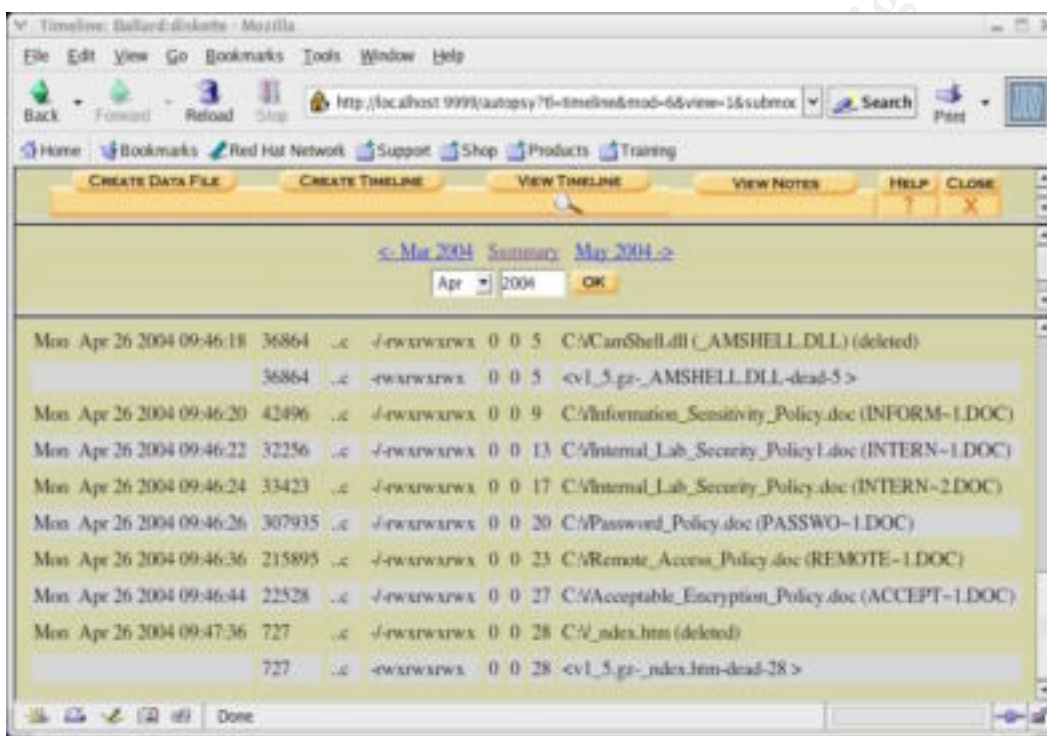 Timeline: Ballard:diskette - Mozilla
File Edit View Go Bookmarks Tools Window Help
Back Forward Reload Stop http://localhost:9999/autopsy?tl=timeline&mod=6&view=1&submoc Search Print
Home Bookmarks Red Hat Network Support Shop Products Training
CREATE DATA FILE CREATE TIMELINE VIEW TIMELINE VIEW NOTES HELP CLOSE
? X
<- Mar 2004 Summary May 2004 ->
Apr 2004 OK
Mon Apr 26 2004 09:46:18 36864 ..c -/-rwxrwxrwx 0 0 5 C:\/CamShell.dll (_AMSHELL.DLL) (deleted)
36864 ..c -rwxrwxrwx 0 0 5 <v1_5.gz-_AMSHELL.DLL-dead-5 >
Mon Apr 26 2004 09:46:20 42496 ..c -/-rwxrwxrwx 0 0 9 C:\/Information_Sensitivity_Policy.doc (INFORM~1.DOC)
Mon Apr 26 2004 09:46:22 32256 ..c -/-rwxrwxrwx 0 0 13 C:\/Internal_Lab_Security_Policy1.doc (INTERN~1.DOC)
Mon Apr 26 2004 09:46:24 33423 ..c -/-rwxrwxrwx 0 0 17 C:\/Internal_Lab_Security_Policy.doc (INTERN~2.DOC)
Mon Apr 26 2004 09:46:26 307935 ..c -/-rwxrwxrwx 0 0 20 C:\/Password_Policy.doc (PASSWO~1.DOC)
Mon Apr 26 2004 09:46:36 215895 ..c -/-rwxrwxrwx 0 0 23 C:\/Remote_Access_Policy.doc (REMOTE~1.DOC)
Mon Apr 26 2004 09:46:44 22528 ..c -/-rwxrwxrwx 0 0 27 C:\/Acceptable_Encryption_Policy.doc (ACCEPT~1.DOC)
Mon Apr 26 2004 09:47:36 727 ..c -/-rwxrwxrwx 0 0 28 C:\/_ndex.htm (deleted)
727 ..c -rwxrwxrwx 0 0 28 <v1_5.gz-_ndex.htm-dead-28 >
Done